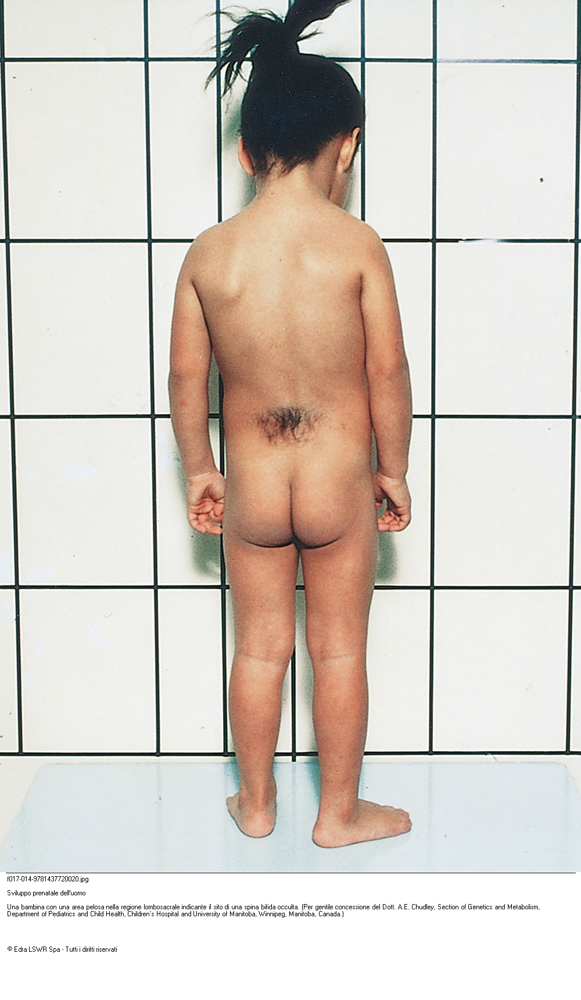 f017-014-9781437720020.jpg
Sviluppo prenatale dell'uomo
Una bambina con una area pelosa nella regione lombosacrale indicante il sito di una spina bifida occulta. (Per gentile concessione del Dott. A.E. Chudley, Section of Genetics and Metabolism,
Department of Pediatrics and Child Health, Children´s Hospital and University of Manitoba, Winnipeg, Manitoba, Canada.)
© Edra LSWR Spa - Tutti i diritti riservati